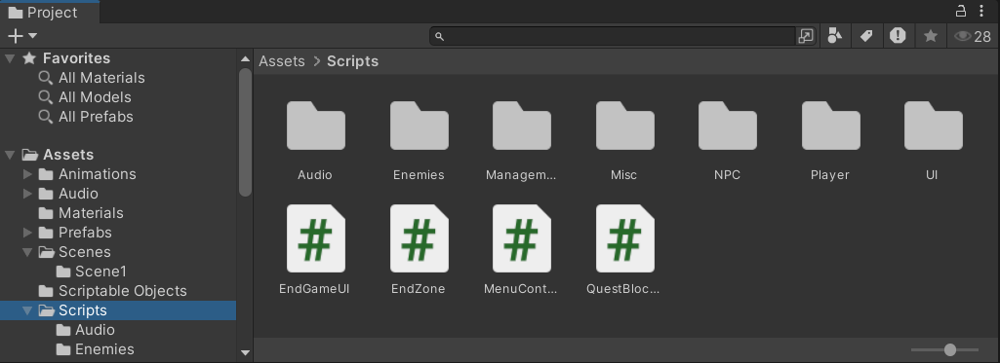 Project
28
Favorites
All Materials
All Models
All Prefabs
Assets
Animations
Audio
Materials
Prefabs
Scenes
Scene1
Scriptable Objects
Scripts
Audio
Enemies
Assets > Scripts
Audio Enemies Managem... Misc NPC Player UI
EndGameUI EndZone MenuCont... QuestBloc...